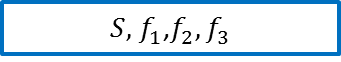 S, f₁,f₂, f₃